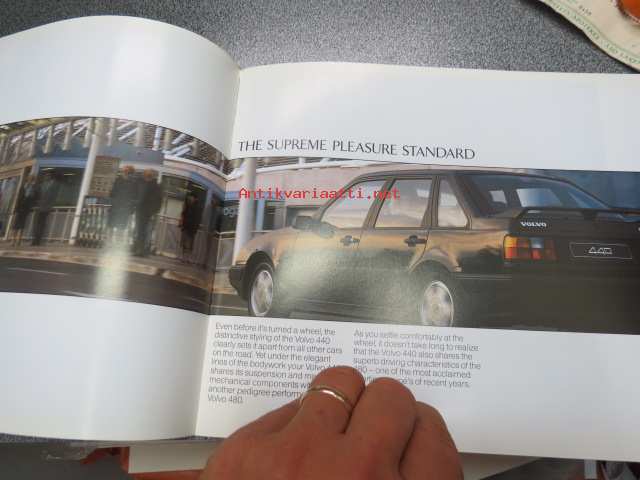 THE SUPREME PLEASURE STANDARD
Antikvariaatti.net
VOLVO
440
Even before it's turned a wheel, the
distinctive styling of the Volvo 440
clearly sets it apart from all other cars
on the road. Yet under the elegant
lines of the bodywork your Volvo
shares its suspension and
mechanical components
another pedigree
Volvo 480.
As you settle comfortably at the
wheel, it doesn't take long to realize
that the Volvo 440 also shares the
superb driving characteristics of the
– one of the most acclaimed
of recent years.